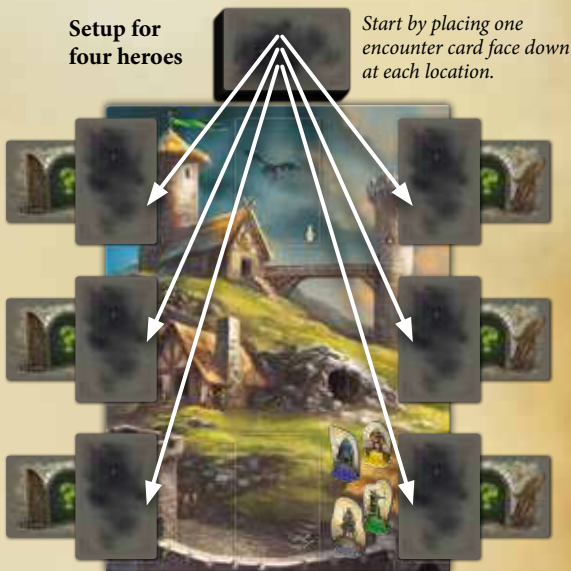 Setup for
four heroes
Start by placing one
encounter card face down
at each location.